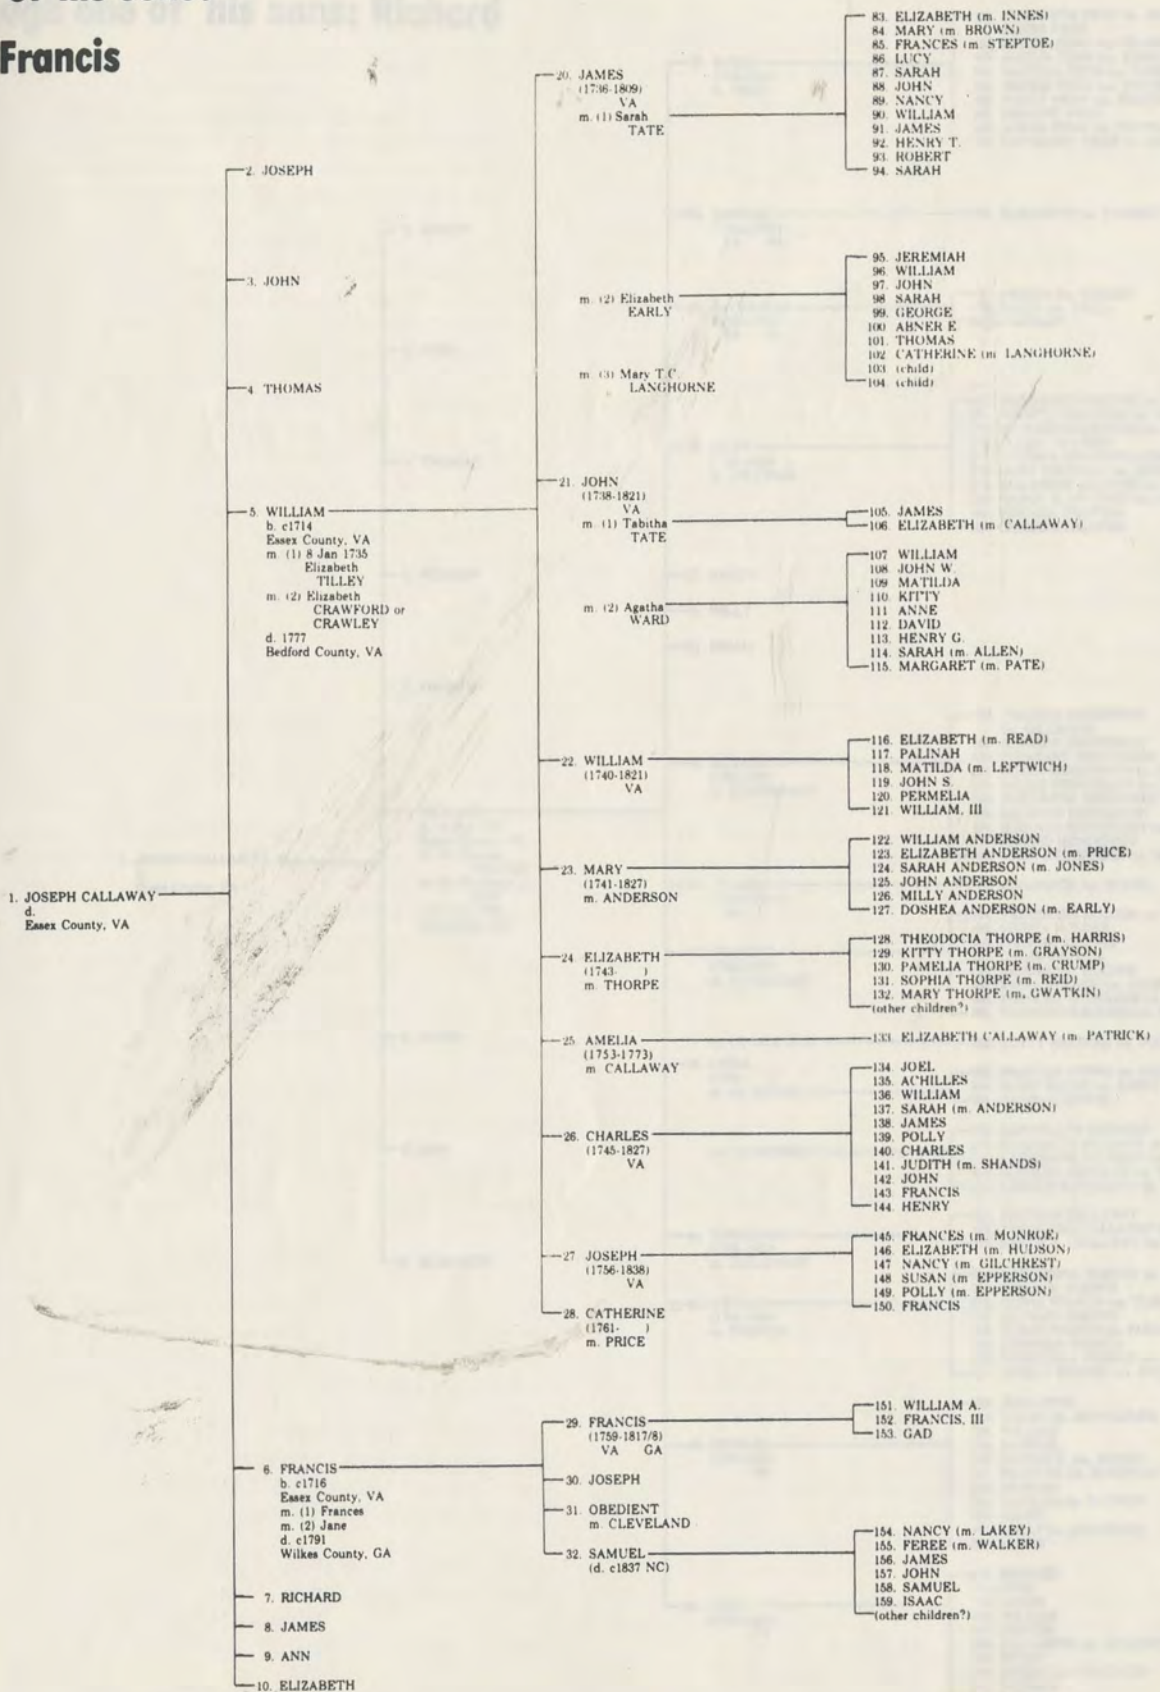 Francis
1. JOSEPH CALLAWAY
d.
Essex County, VA
2. JOSEPH
3. JOHN
4. THOMAS
5. WILLIAM
b. c1714
Essex County, VA
m. (1) 8 Jan 1735
Elizabeth
TILLEY
m. (2) Elizabeth
CRAWFORD or
CRAWLEY
d. 1777
Bedford County, VA
6. FRANCIS
b. c1716
Essex County, VA
m. (1) Frances
m. (2) Jane
d. c1791
Wilkes County, GA
7. RICHARD
8. JAMES
9. ANN
10. ELIZABETH
20. JAMES
(1736-1809)
VA
m. (1) Sarah
TATE
m. (2) Elizabeth
EARLY
m. (3) Mary T.C.
LANGHORNE
21. JOHN
(1738-1821)
VA
m. (1) Tabitha
TATE
m. (2) Agatha
WARD
22. WILLIAM
(1740-1821)
VA
23. MARY
(1741-1827)
m. ANDERSON
24. ELIZABETH
(1743- )
m. THORPE
25. AMELIA
(1753-1773)
m. CALLAWAY
26. CHARLES
(1745-1827)
VA
27. JOSEPH
(1756-1838)
VA
28. CATHERINE
(1761- )
m. PRICE
29. FRANCIS
(1759-1817/8)
VA GA
30. JOSEPH
31. OBEDIENT
m. CLEVELAND
32. SAMUEL
(d. c1837 NC)
83. ELIZABETH (m. INNES)
84. MARY (m. BROWN)
85. FRANCES (m. STEPTOE)
86. LUCY
87. SARAH
88. JOHN
89. NANCY
90. WILLIAM
91. JAMES
92. HENRY T.
93. ROBERT
94. SARAH
95. JEREMIAH
96. WILLIAM
97. JOHN
98. SARAH
99. GEORGE
100. ABNER E.
101. THOMAS
102. CATHERINE (m. LANGHORNE)
103. (child)
104. (child)
105. JAMES
106. ELIZABETH (m. CALLAWAY)
107. WILLIAM
108. JOHN W.
109. MATILDA
110. KITTY
111. ANNE
112. DAVID
113. HENRY G.
114. SARAH (m. ALLEN)
115. MARGARET (m. PATE)
116. ELIZABETH (m. READ)
117. PALINAH
118. MATILDA (m. LEFTWICH)
119. JOHN S.
120. PERMELIA
121. WILLIAM, III
122. WILLIAM ANDERSON
123. ELIZABETH ANDERSON (m. PRICE)
124. SARAH ANDERSON (m. JONES)
125. JOHN ANDERSON
126. MILLY ANDERSON
127. DOSHEA ANDERSON (m. EARLY)
128. THEODOCIA THORPE (m. HARRIS)
129. KITTY THORPE (m. GRAYSON)
130. PAMELIA THORPE (m. CRUMP)
131. SOPHIA THORPE (m. REID)
132. MARY THORPE (m. GWATKIN)
(other children?)
133. ELIZABETH CALLAWAY (m. PATRICK)
134. JOEL
135. ACHILLES
136. WILLIAM
137. SARAH (m. ANDERSON)
138. JAMES
139. POLLY
140. CHARLES
141. JUDITH (m. SHANDS)
142. JOHN
143. FRANCIS
144. HENRY
145. FRANCES (m. MONROE)
146. ELIZABETH (m. HUDSON)
147. NANCY (m. GILCHREST)
148. SUSAN (m. EPPERSON)
149. POLLY (m. EPPERSON)
150. FRANCIS
151. WILLIAM A.
152. FRANCIS, III
153. GAD
154. NANCY (m. LAKEY)
155. FEREE (m. WALKER)
156. JAMES
157. JOHN
158. SAMUEL
159. ISAAC
(other children?)